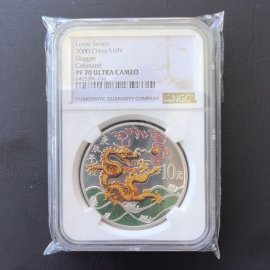 Lunar Series
2000 China S10Y
Dragon
Colorized
PF 70 ULTRA CAMEO
NUMISMATIC GUARANTY COMPANY
NGC
10元